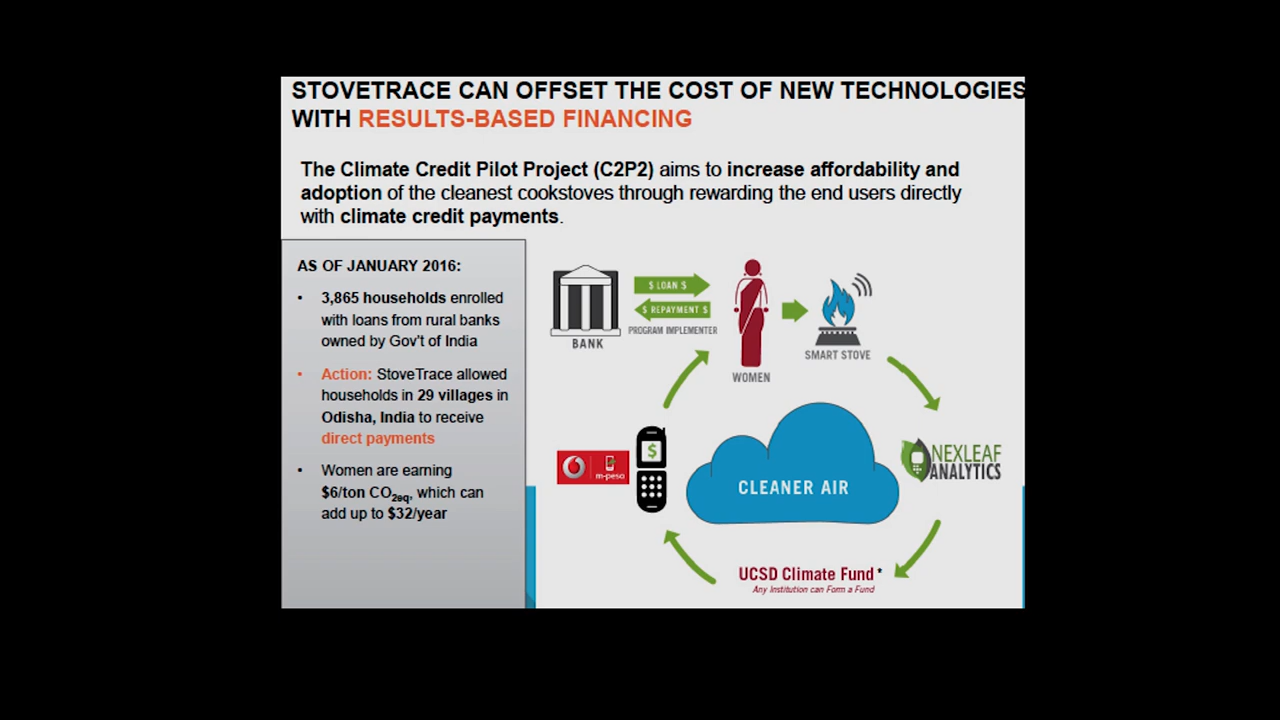 STOVETRACE CAN OFFSET THE COST OF NEW TECHNOLOGIES
WITH RESULTS-BASED FINANCING
The Climate Credit Pilot Project (C2P2) aims to increase affordability and
adoption of the cleanest cookstoves through rewarding the end users directly
with climate credit payments.
AS OF JANUARY 2016:
• 3,865 households enrolled
with loans from rural banks
owned by Gov't of India
• Action: StoveTrace allowed
households in 29 villages in
Odisha, India to receive
direct payments
• Women are earning
$6/ton CO2eq, which can
add up to $32/year
$ LOAN $
$ REPAYMENT $
PROGRAM IMPLEMENTER
BANK
WOMEN
SMART STOVE
NEXLEAF
ANALYTICS
$
m-pesa
CLEANER AIR
UCSD Climate Fund *
Any Institution can Form a Fund